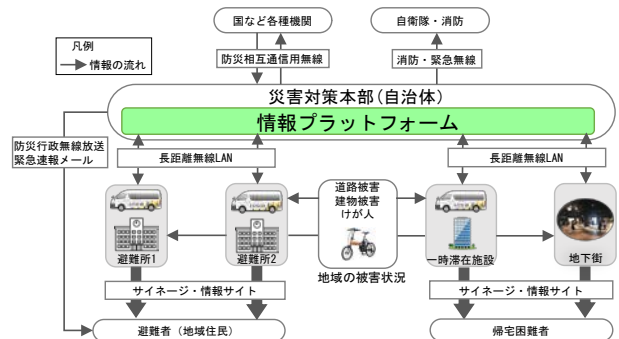 国など各種機関
自衛隊・消防
凡例
情報の流れ
防災相互通信用無線
消防・緊急無線
災害対策本部(自治体)
情報プラットフォーム
防災行政無線放送
緊急速報メール
長距離無線LAN
長距離無線LAN
道路被害
建物被害
けが人
避難所1
避難所2
地域の被害状況
一時滞在施設
地下街
サイネージ・情報サイト
サイネージ・情報サイト
避難者(地域住民)
帰宅困難者